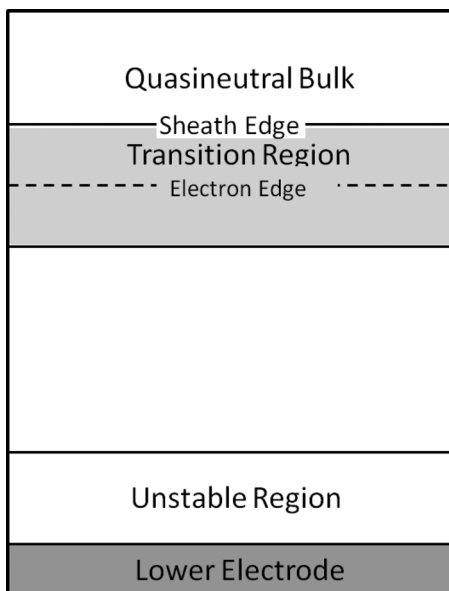 Quasineutral Bulk
Sheath Edge
Transition Region
Electron Edge
Unstable Region
Lower Electrode